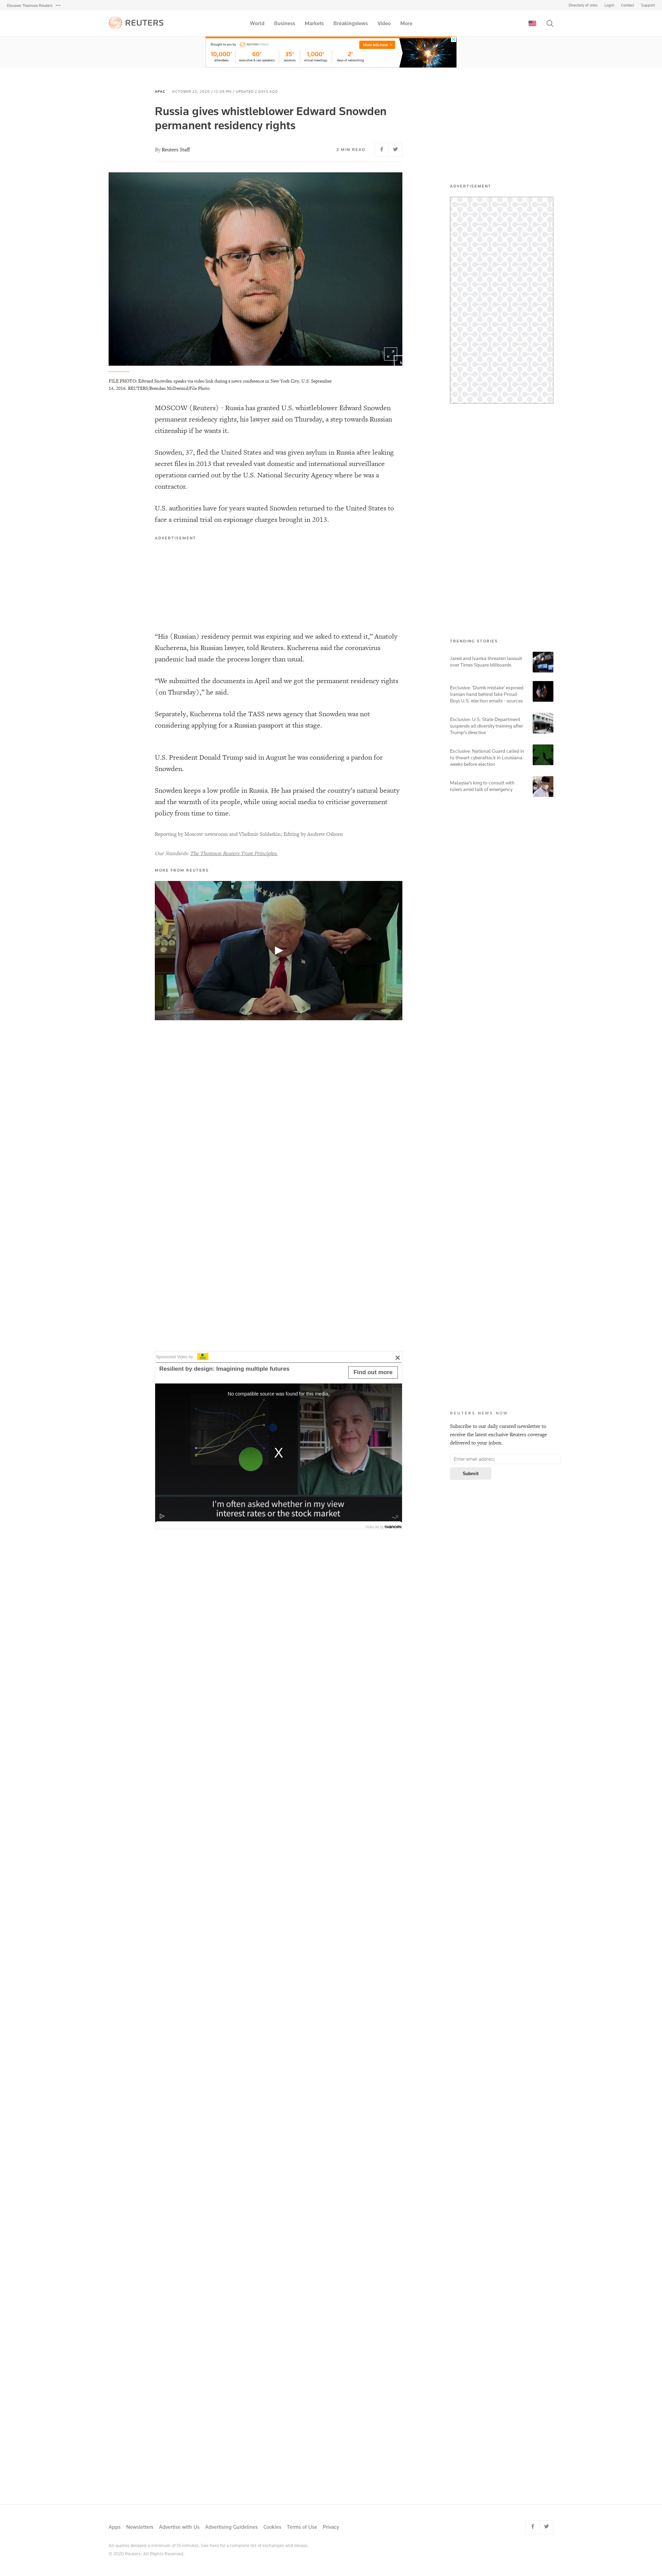 Discover Thomson Reuters
Directory of sites Login Contact Support
REUTERS
World Business Markets Breakingviews Video More
Brought to you by REUTERS EVENTS
10,000+ 60+ 35+ 1,000+ 2+
attendees executive & vip speakers sessions virtual meetings days of networking
APAC OCTOBER 22, 2020 / 12:08 PM / UPDATED 2 DAYS AGO
Russia gives whistleblower Edward Snowden
permanent residency rights
By Reuters Staff
2 MIN READ
ADVERTISEMENT
FILE PHOTO: Edward Snowden speaks via video link during a news conference in New York City, U.S. September
14, 2016. REUTERS/Brendan McDermid/File Photo
MOSCOW (Reuters) - Russia has granted U.S. whistleblower Edward Snowden
permanent residency rights, his lawyer said on Thursday, a step towards Russian
citizenship if he wants it.
Snowden, 37, fled the United States and was given asylum in Russia after leaking
secret files in 2013 that revealed vast domestic and international surveillance
operations carried out by the U.S. National Security Agency where he was a
contractor.
U.S. authorities have for years wanted Snowden returned to the United States to
face a criminal trial on espionage charges brought in 2013.
ADVERTISEMENT
“His (Russian) residency permit was expiring and we asked to extend it,” Anatoly
Kucherena, his Russian lawyer, told Reuters. Kucherena said the coronavirus
pandemic had made the process longer than usual.
“We submitted the documents in April and we got the permanent residency rights
(on Thursday),” he said.
Separately, Kucherena told the TASS news agency that Snowden was not
considering applying for a Russian passport at this stage.
U.S. President Donald Trump said in August he was considering a pardon for
Snowden.
Snowden keeps a low profile in Russia. He has praised the country’s natural beauty
and the warmth of its people, while using social media to criticise government
policy from time to time.
Reporting by Moscow newsroom and Vladimir Soldatkin; Editing by Andrew Osborn
Our Standards: The Thomson Reuters Trust Principles.
TRENDING STORIES
Jared and Ivanka threaten lawsuit
over Times Square billboards
Exclusive: 'Dumb mistake' exposed
Iranian hand behind fake Proud
Boys U.S. election emails - sources
Exclusive: U.S. State Department
suspends all diversity training after
Trump's directive
Exclusive: National Guard called in
to thwart cyberattack in Louisiana
weeks before election
Malaysia's king to consult with
rulers amid talk of emergency
MORE FROM REUTERS
Sponsored Video by
Resilient by design: Imagining multiple futures
Find out more
No compatible source was found for this media.
X
I'm often asked whether in my view
interest rates or the stock market
REUTERS NEWS NOW
Subscribe to our daily curated newsletter to
receive the latest exclusive Reuters coverage
delivered to your inbox.
Enter email address
Submit
Apps Newsletters Advertise with Us Advertising Guidelines Cookies Terms of Use Privacy
All quotes delayed a minimum of 15 minutes. See here for a complete list of exchanges and delays.
© 2020 Reuters. All Rights Reserved.